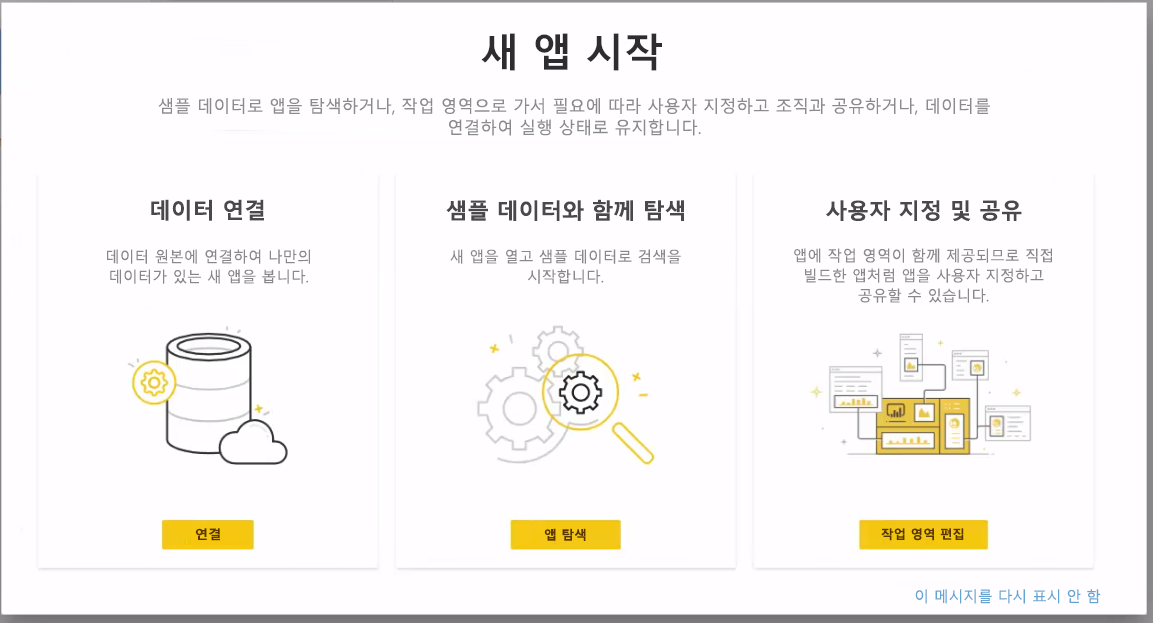 새 앱 시작
샘플 데이터로 앱을 탐색하거나, 작업 영역으로 가서 필요에 따라 사용자 지정하고 조직과 공유하거나, 데이터를
연결하여 실행 상태로 유지합니다.
데이터 연결
데이터 원본에 연결하여 나만의
데이터가 있는 새 앱을 봅니다.
연결
샘플 데이터와 함께 탐색
새 앱을 열고 샘플 데이터로 검색을
시작합니다.
앱 탐색
사용자 지정 및 공유
앱에 작업 영역이 함께 제공되므로 직접
빌드한 앱처럼 앱을 사용자 지정하고
공유할 수 있습니다.
작업 영역 편집
이 메시지를 다시 표시 안 함